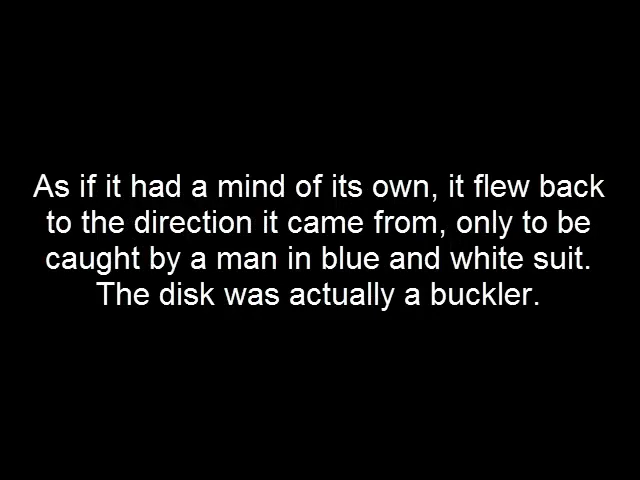 As if it had a mind of its own, it flew back
to the direction it came from, only to be
caught by a man in blue and white suit.
The disk was actually a buckler.